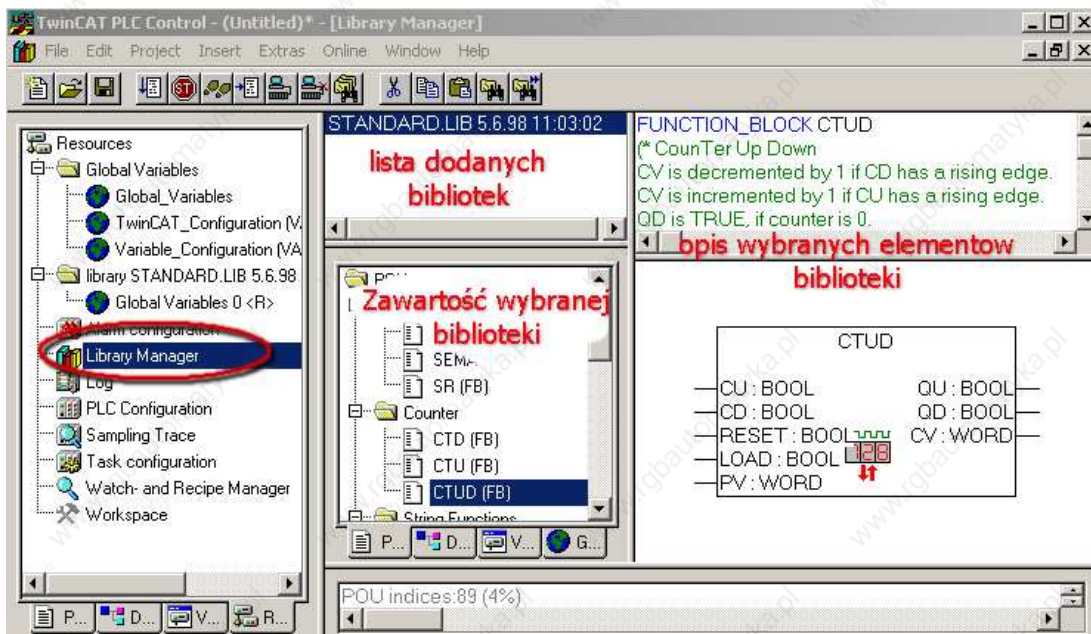 TwinCAT PLC Control - (Untitled)* - [Library Manager]
File Edit Project Insert Extras Online Window Help
Resources
Global Variables
Global_Variables
TwinCAT_Configuration (V.
Variable_Configuration (VA
library STANDARD.LIB 5.6.98
Global Variables 0 <R>
Alarm configuration
Library Manager
Log
PLC Configuration
Sampling Trace
Task configuration
Watch- and Recipe Manager
Workspace
P... D... V... R...
STANDARD.LIB 5.6.98 11:03:02
lista dodanych
bibliotek
Zawartość wybranej
biblioteki
SR (FB)
Counter
CTD (FB)
CTU (FB)
CTUD (FB)
String Functions
P... D... V... G...
FUNCTION_BLOCK CTUD
(* CounTer Up Down
CV is decremented by 1 if CD has a rising edge.
CV is incremented by 1 if CU has a rising edge.
QD is TRUE, if counter is 0.
opis wybranych elementow
biblioteki
CTUD
CU : BOOL QU : BOOL
CD : BOOL QD : BOOL
RESET : BOOL CV : WORD
LOAD : BOOL 128
PV : WORD
POU indices:89 (4%)
www.rgbautomatyka.pl